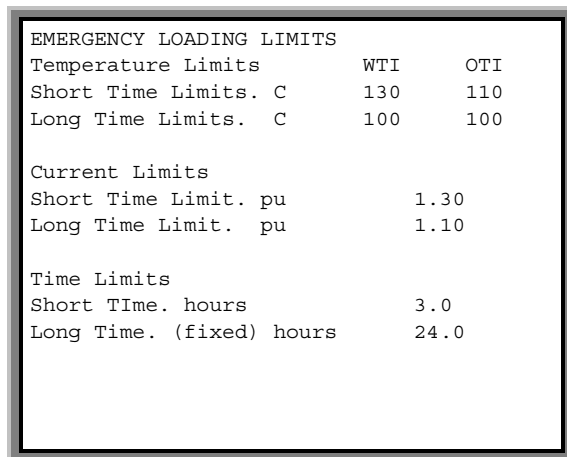 EMERGENCY LOADING LIMITS
Temperature Limits WTI OTI
Short Time Limits. C 130 110
Long Time Limits. C 100 100
Current Limits
Short Time Limit. pu 1.30
Long Time Limit. pu 1.10
Time Limits
Short TIme. hours 3.0
Long Time. (fixed) hours 24.0